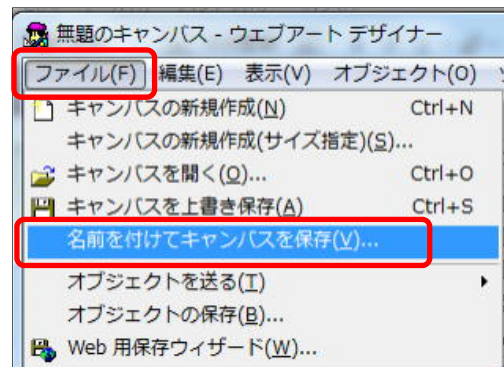 無題のキャンバス - ウェブアート デザイナー
ファイル(F) 編集(E) 表示(V) オブジェクト(O)
キャンバスの新規作成(N) Ctrl+N
キャンバスの新規作成(サイズ指定)(S)...
キャンバスを開く(O)... Ctrl+O
キャンバスを上書き保存(A) Ctrl+S
名前を付けてキャンバスを保存(V)...
オブジェクトを送る(T)
オブジェクトの保存(B)...
Web 用保存ウィザード(W)...